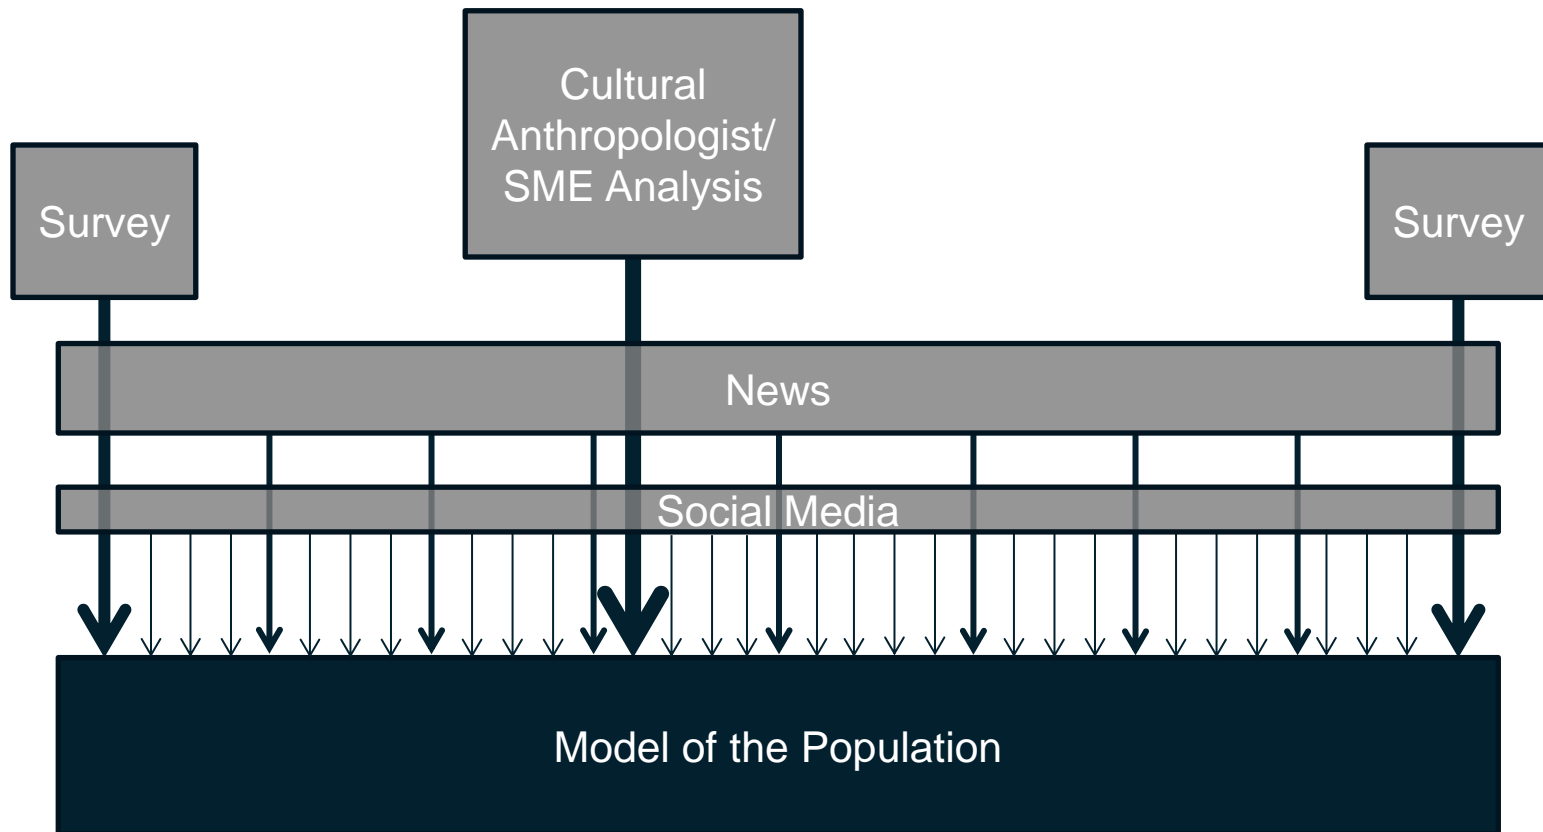 Cultural
Anthropologist/
SME Analysis
Survey
Survey
News
Social Media
Model of the Population